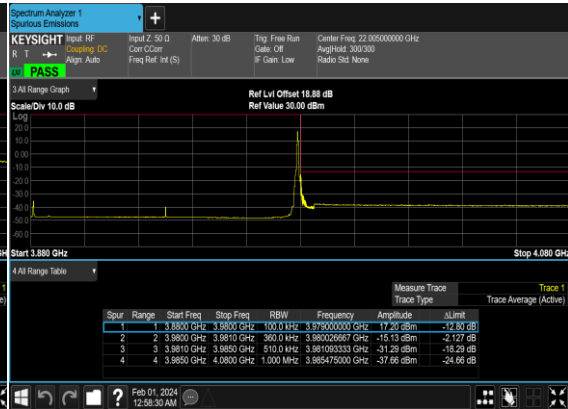 Spectrum Analyzer 1
Spurious Emissions
+
KEYSIGHT Input: RF Input Z: 50 Ω Atten: 30 dB Trig: Free Run Center Freq: 22.005000000 GHz
R T Coupling: DC Corr CCorr Gate: Off Avg|Hold: 300/300
Align: Auto Freq Ref: Int (S) IF Gain: Low Radio Std: None
PASS
3 All Range Graph
Ref Lvl Offset 18.88 dB
Scale/Div 10.0 dB Ref Value 30.00 dBm
Log
20.0
10.0
0.00
-10.0
-20.0
-30.0
-40.0
-50.0
-60.0
Start 3.880 GHz Stop 4.080 GHz
4 All Range Table
Measure Trace Trace 1
Trace Type Trace Average (Active)
Spur Range Start Freq Stop Freq RBW Frequency Amplitude ΔLimit
1 1 3.8800 GHz 3.9800 GHz 100.0 kHz 3.979000000 GHz 17.20 dBm -12.80 dB
2 2 3.9800 GHz 3.9810 GHz 360.0 kHz 3.980026667 GHz -15.13 dBm -2.127 dB
3 3 3.9810 GHz 3.9850 GHz 510.0 kHz 3.981093333 GHz -31.29 dBm -18.29 dB
4 4 3.9850 GHz 4.0800 GHz 1.000 MHz 3.985475000 GHz -37.66 dBm -24.66 dB
?
Feb 01, 2024
12:58:30 AM